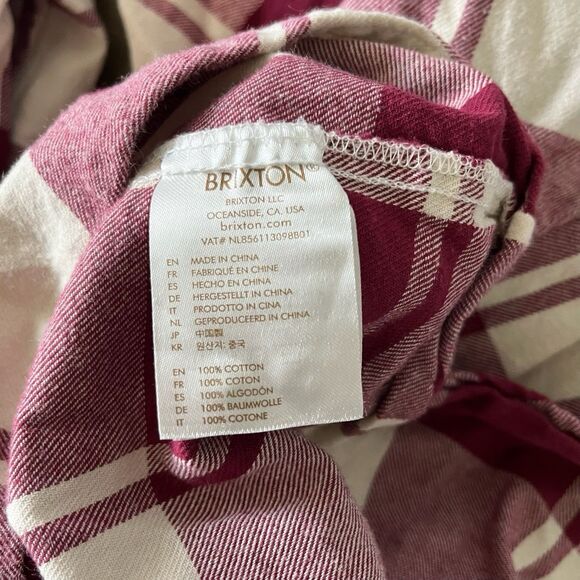 BRIXTON®
BRIXTON LLC
OCEANSIDE, CA, USA
brixton.com
VAT# NL856113098B01
EN MADE IN CHINA
FR FABRIQUÉ EN CHINE
ES HECHO EN CHINA
DE HERGESTELLT IN CHINA
IT PRODOTTO IN CINA
NL GEPRODUCEERD IN CHINA
JP 中国製
KR 원산지: 중국
EN 100% COTTON
FR 100% COTON
ES 100% ALGODÓN
DE 100% BAUMWOLLE
IT 100% COTONE